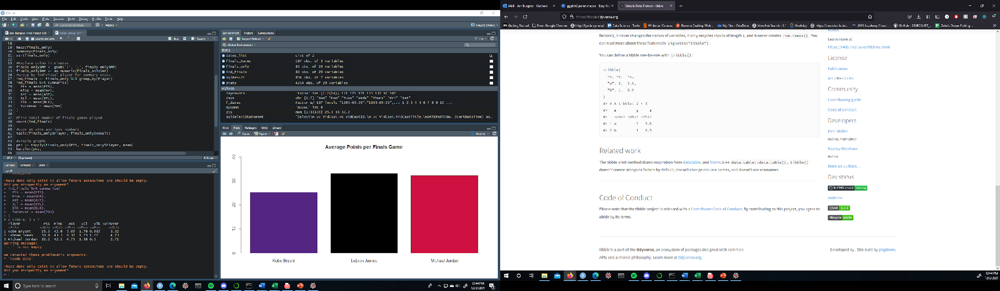 RStudio
File Edit Code View Plots Session Build Debug Profile Tools Help
Go to file/function
Addins
Project: (None)
Jon Burgess Final Poster R.R
Finals group.R
Source on Save
Run
Source
18
19 head(finals_only)
20 summary(finals_only)
21 str(finals_only)
22
23 #Replace colon in minutes
24 finals_only$MP <- gsub(":", ".", finals_only$MP)
25 finals_only$MP <- as.numeric(finals_only$MP)
26 #Group by individual player for summary stats
27 ind_finals <- finals_only %>% group_by(Player)
28 ind_finals %>% summarise(
29 Pts = mean(PTS),
30 Mins = mean(MP),
31 Ast = mean(AST),
32 Stl = mean(STL),
33 Blk = mean(BLK),
34 TurnOver = mean(TOV)
35 )
36
37 #Find total number of finals games played
38 count(ind_finals)
39
40 #Look at wins and loss numbers
41 table(finals_only$Player, finals_only$Result)
42
43 #Simple graphs
44 pts <- tapply(finals_only$PTS, finals_only$Player, mean)
45 barplot(pts,
46
37:1 (Top Level)
R Script
Console Terminal Jobs
These dots only exist to allow future extensions and should be empty.
Did you misspecify an argument?
> ind_finals %>% summarise(
+ Pts = mean(PTS),
+ Mins = mean(MP),
+ Ast = mean(AST),
+ Stl = mean(STL),
+ Blk = mean(BLK),
+ TurnOver = mean(TOV)
+ )
# A tibble: 3 x 7
Player Pts Mins Ast Stl Blk TurnOver
<fct> <dbl> <dbl> <dbl> <dbl> <dbl> <dbl>
1 Kobe Bryant 25.3 42.6 5.05 1.76 0.892 3.32
2 Lebron James 33.0 43.3 9.32 1.73 1.27 4.23
3 Michael Jordan 32.2 42.2 4.75 1.58 0.5 2.71
Warning message:
`...` is not empty.
We detected these problematic arguments:
* `needs_dots`
These dots only exist to allow future extensions and should be empty.
Did you misspecify an argument?
>
Environment History Connections
Import Dataset
List
Global Environment
Data
dates_list List of 2
finals_Dates 197 obs. of 2 variables
finals_only 83 obs. of 29 variables
ind_finals 83 obs. of 29 variables
sqlResult 834 obs. of 7 variables
stats 4254 obs. of 29 variables
Values
daycounts 'table' int [1:7(1d)] 121 121 121 135 132 97 107
days chr [1:7] "Sun" "Mon" "Tues" "Weds" "Thurs" "Fri" "Sat"
f_dates Factor w/ 197 levels "1985-05-26","1985-05-29",..: 1 2 3 4 5 6 7 8 9 10 ...
myconn 'RODBC' int 6
pts num [1:3(1d)] 25.3 33 32.2
sqlSelectStatement "Select\n vc_VidCast.vc_VidCastID,\n vc_VidCast.VidCastTitle,\nDATEPART(dw, StartDateTime) as…
Files Plots Packages Help Viewer
Zoom
Export
Publish
Average Points per Finals Game
40
30
20
10
0
Kobe Bryant
Lebron James
Michael Jordan
Type here to search
12:44 PM
12/3/2021
Mail - Jon Burgess - Outlook
ggplot2 point shapes - Easy Gui
Simple Data Frames • tibble
https://tibble.tidyverse.org
Getting Started
From Google Chrome
http://lynda.syr.edu/
Data Science - Trello
Whitman Courses
Remote Desktop Web ...
My files - OneDrive
WordNet Search - 3.1
Workday
https://randstad.hotel...
AWS Academy Cloud ...
GitHub - 2SUBDA/IST_...
Zeke's Ocean Fishing ...
factors!), it never changes the names of variables, it only recycles inputs of length 1, and it never creates row.names(). You
can read more about these features in vignette("tibble").
You can define a tibble row-by-row with tribble():
tribble(
~x, ~y, ~z,
"a", 2, 3.6,
"b", 1, 8.5
)
#> # A tibble: 2 × 3
#> x y z
#> <chr> <dbl> <dbl>
#> 1 a 2 3.6
#> 2 b 1 8.5
Related work
The tibble print method draws inspiration from data.table, and frame. Like data.table::data.table(), tibble()
doesn't coerce strings to factors by default, doesn't change column names, and doesn't use rownames.
Code of Conduct
Please note that the tibble project is released with a Contributor Code of Conduct. By contributing to this project, you agree to
abide by its terms.
tibble is a part of the tidyverse, an ecosystem of packages designed with common
APIs and a shared philosophy. Learn more at tidyverse.org.
Developed by . Site built by pkgdown.
issues
Learn more at
https://r4ds.had.co.nz/tibbles.html
License
Full license
MIT + file LICENSE
Community
Contributing guide
Code of conduct
Developers
Kirill Müller
Author, maintainer
Hadley Wickham
Author
More on authors...
Dev status
R-CMD-check passing
codecov
CRAN 3.1.6
lifecycle stable
12:44 PM
12/3/2021